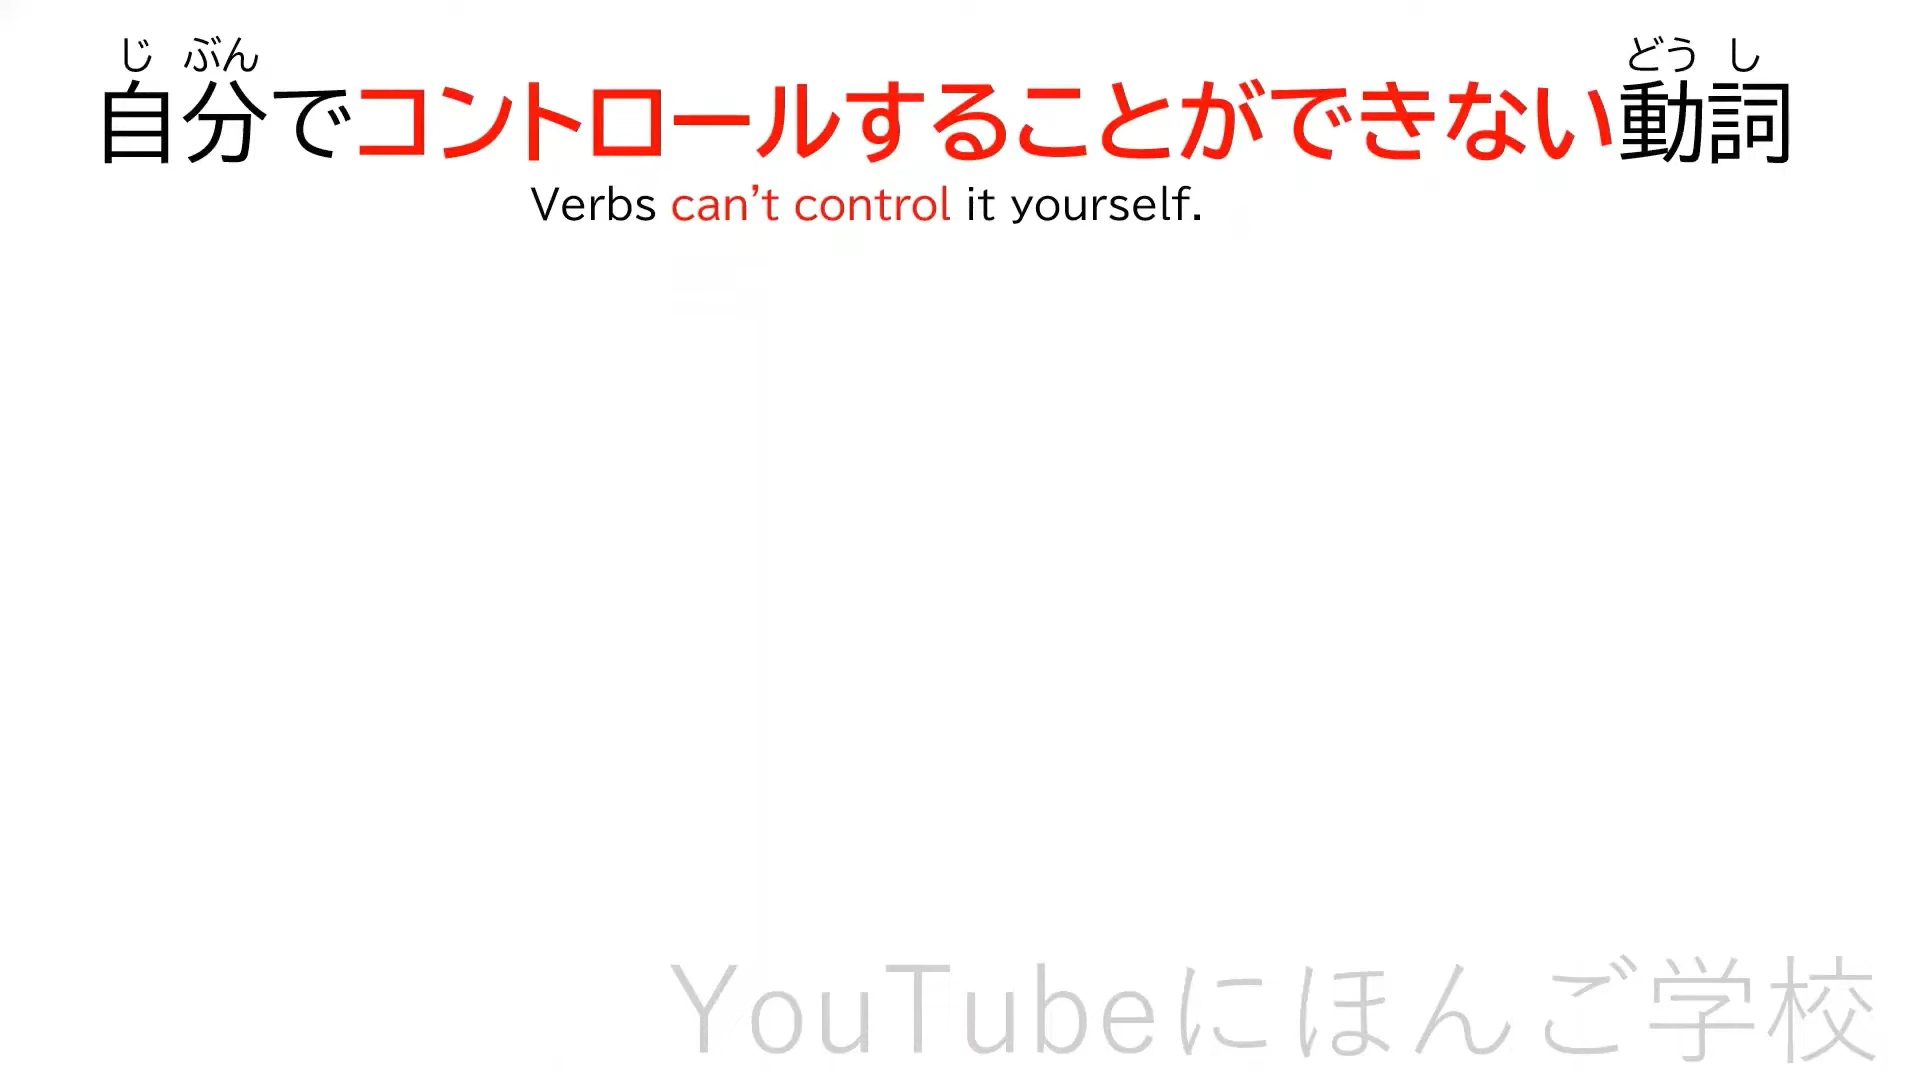 じ ぶん どう し
自分でコントロールすることができない動詞
Verbs can't control it yourself.
YouTubeにほんご学校